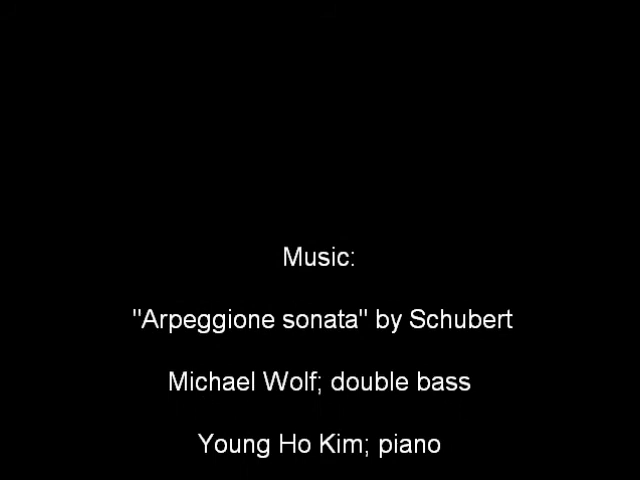 Music:
"Arpeggione sonata" by Schubert
Michael Wolf; double bass
Young Ho Kim; piano